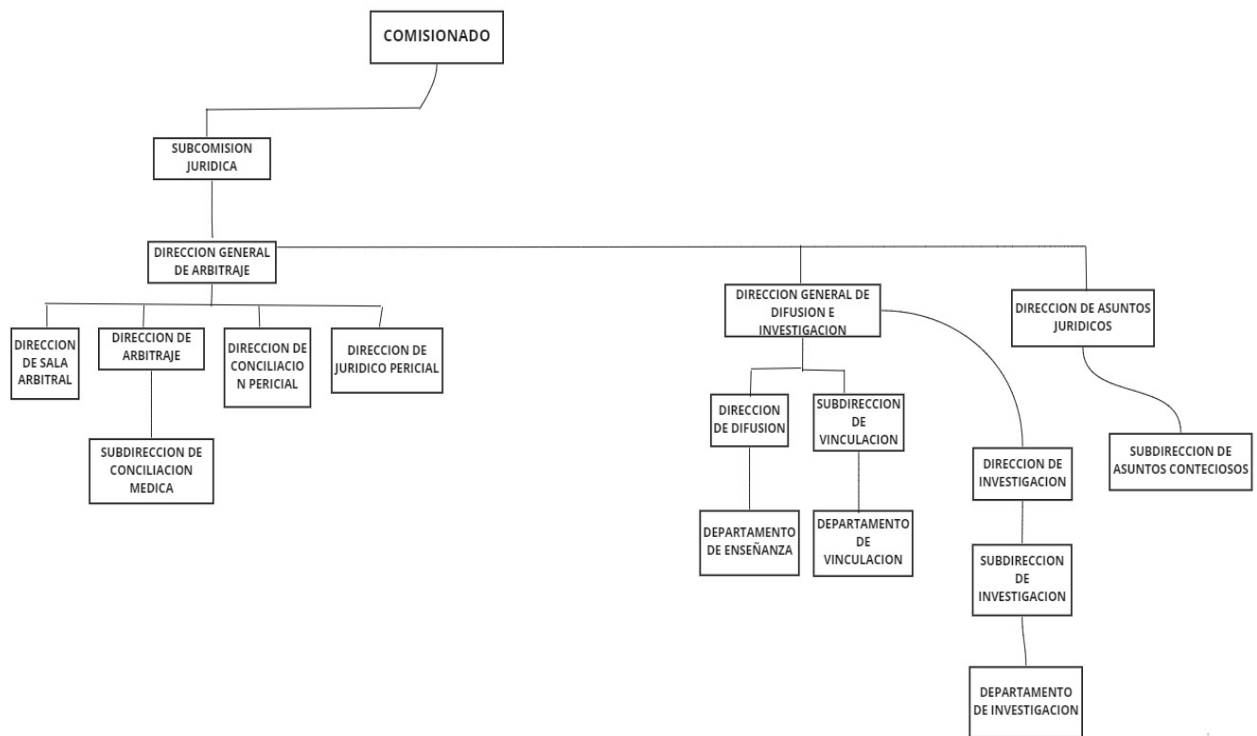 COMISIONADO
SUBCOMISION
JURIDICA
DIRECCION GENERAL
DE ARBITRAJE
DIRECCION
DE SALA
ARBITRAL
DIRECCION DE
ARBITRAJE
DIRECCION DE
CONCILIACIO
N PERICIAL
DIRECCION DE
JURIDICO PERICIAL
SUBDIRECCION DE
CONCILIACION
MEDICA
DIRECCION GENERAL DE
DIFUSION E
INVESTIGACION
DIRECCION DE ASUNTOS
JURIDICOS
DIRECCION
DE DIFUSION
SUBDIRECCION
DE
VINCULACION
DIRECCION DE
INVESTIGACION
SUBDIRECCION DE
ASUNTOS CONTECIOSOS
DEPARTAMENTO
DE ENSEÑANZA
DEPARTAMENTO
DE
VINCULACION
SUBDIRECCION
DE
INVESTIGACION
DEPARTAMENTO
DE INVESTIGACION